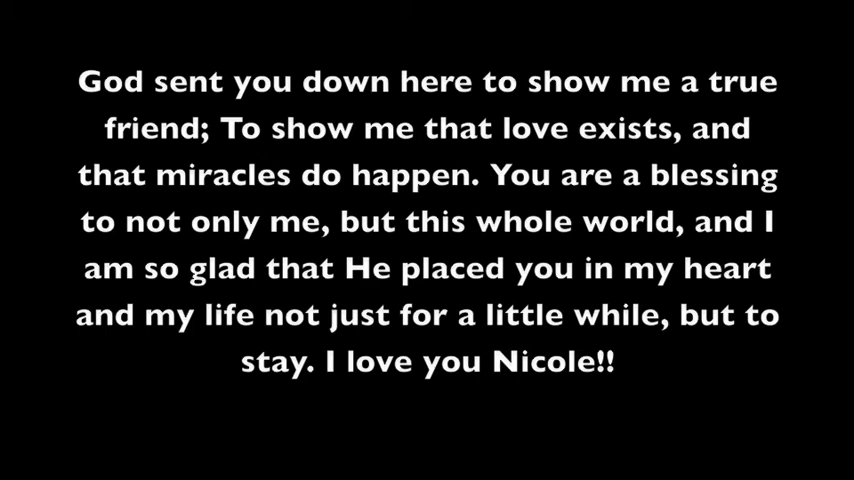 God sent you down here to show me a true
friend; To show me that love exists, and
that miracles do happen. You are a blessing
to not only me, but this whole world, and I
am so glad that He placed you in my heart
and my life not just for a little while, but to
stay. I love you Nicole!!